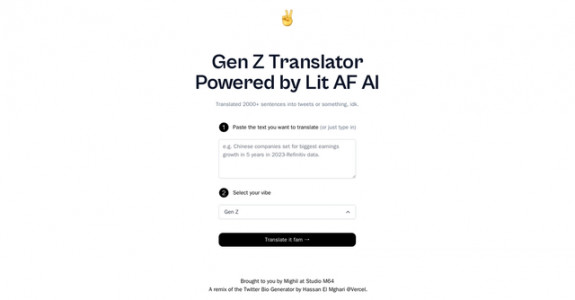 Gen Z Translator
Powered by Lit AF AI
Translated 2000+ sentences into tweets or something, idk.
1 Paste the text you want to translate (or just type in)
e.g. Chinese companies set for biggest earnings
growth in 5 years in 2023-Refinitiv data.
2 Select your vibe
Gen Z
Translate it fam →
Brought to you by Mighil at Studio M64
A remix of the Twitter Bio Generator by Hassan El Mghari @Vercel.